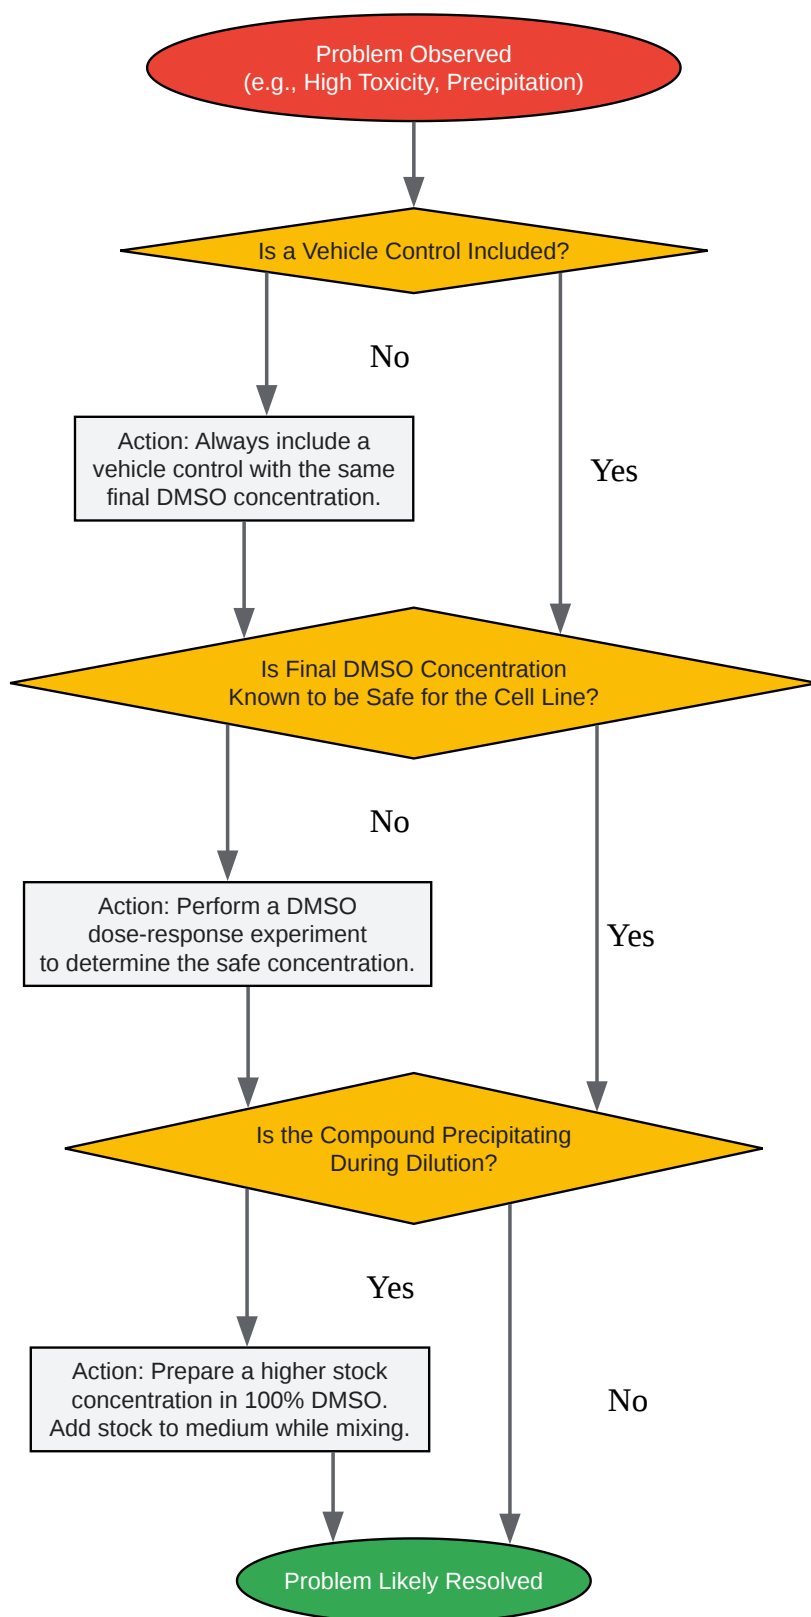 Problem Observed
(e.g., High Toxicity, Precipitation)
Is a Vehicle Control Included?
No
Action: Always include a
vehicle control with the same
final DMSO concentration.
Yes
Is Final DMSO Concentration
Known to be Safe for the Cell Line?
No
Action: Perform a DMSO
dose-response experiment
to determine the safe concentration.
Yes
Is the Compound Precipitating
During Dilution?
Yes
Action: Prepare a higher stock
concentration in 100% DMSO.
Add stock to medium while mixing.
No
Problem Likely Resolved